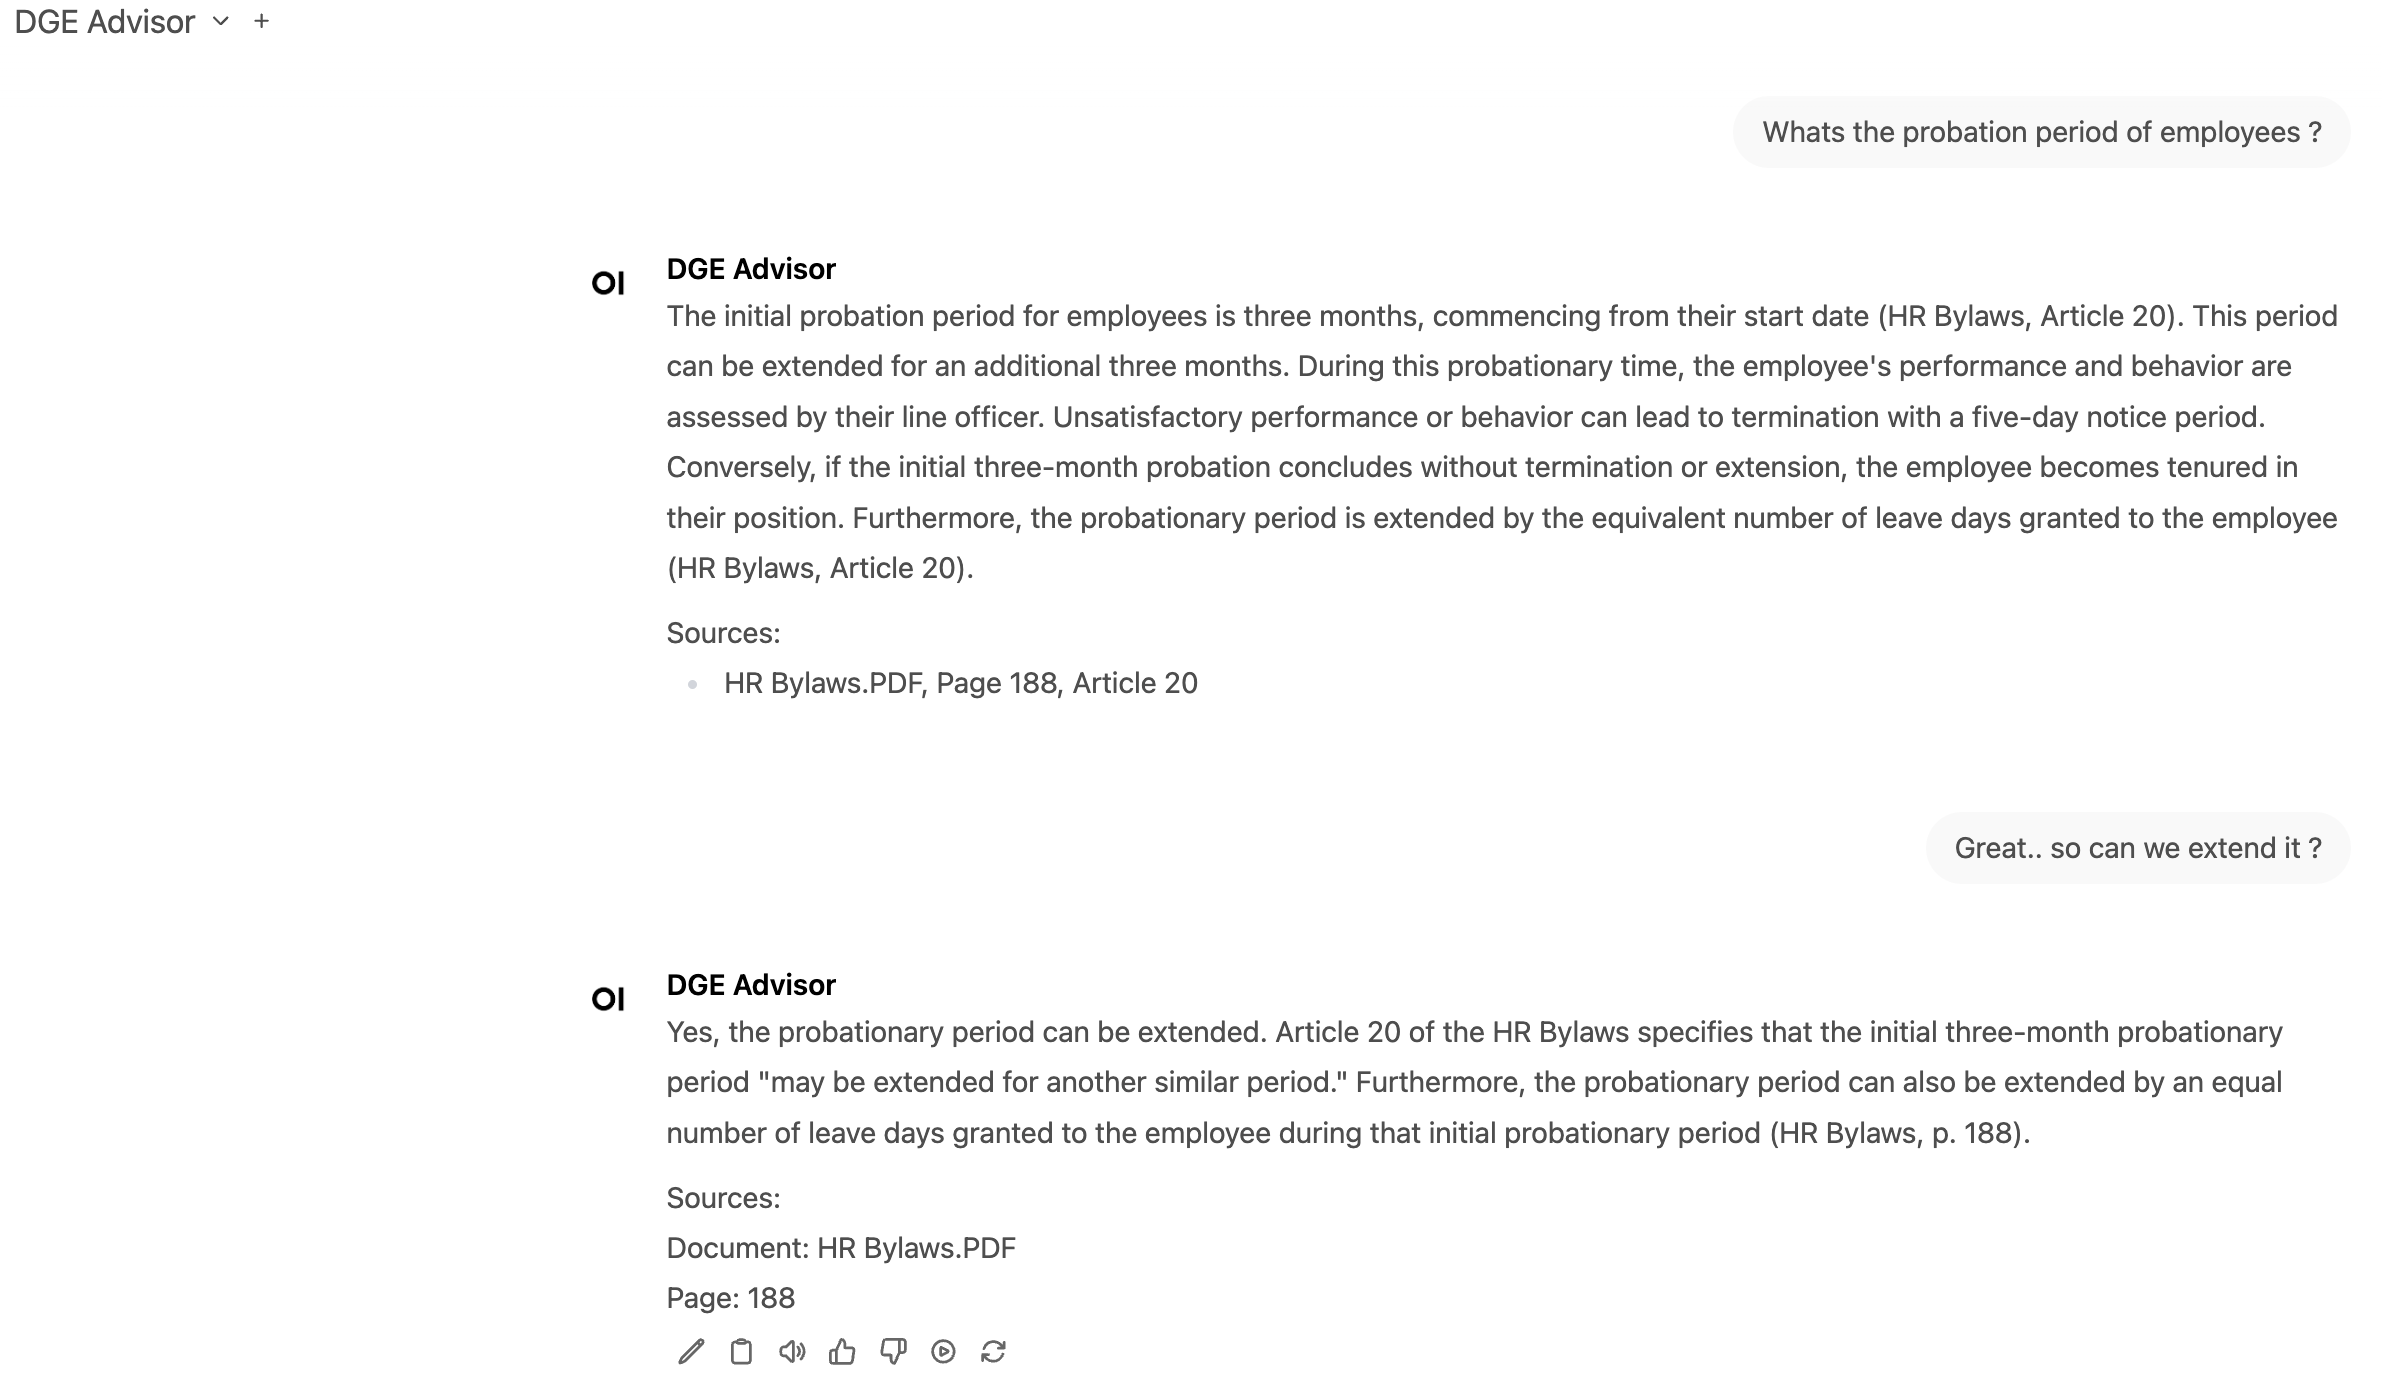 DGE Advisor
Whats the probation period of employees ?
OI
DGE Advisor
The initial probation period for employees is three months, commencing from their start date (HR Bylaws, Article 20). This period
can be extended for an additional three months. During this probationary time, the employee's performance and behavior are
assessed by their line officer. Unsatisfactory performance or behavior can lead to termination with a five-day notice period.
Conversely, if the initial three-month probation concludes without termination or extension, the employee becomes tenured in
their position. Furthermore, the probationary period is extended by the equivalent number of leave days granted to the employee
(HR Bylaws, Article 20).
Sources:
• HR Bylaws.PDF, Page 188, Article 20
Great.. so can we extend it ?
OI
DGE Advisor
Yes, the probationary period can be extended. Article 20 of the HR Bylaws specifies that the initial three-month probationary
period "may be extended for another similar period." Furthermore, the probationary period can also be extended by an equal
number of leave days granted to the employee during that initial probationary period (HR Bylaws, p. 188).
Sources:
Document: HR Bylaws.PDF
Page: 188